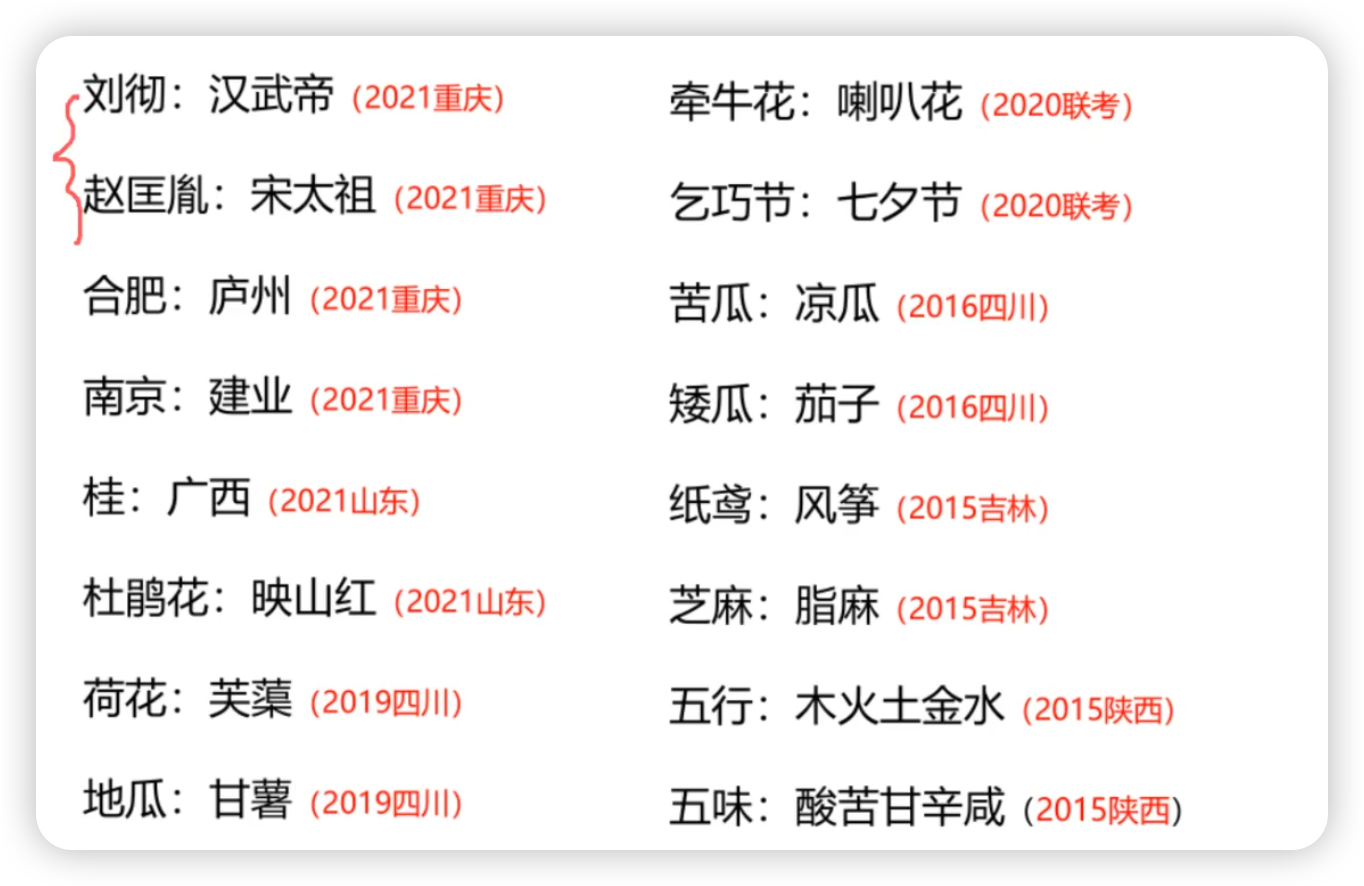 刘彻：汉武帝（2021重庆）
赵匡胤：宋太祖（2021重庆）
合肥：庐州（2021重庆）
南京：建业（2021重庆）
桂：广西（2021山东）
杜鹃花：映山红（2021山东）
荷花：芙蕖（2019四川）
地瓜：甘薯（2019四川）
牵牛花：喇叭花（2020联考）
乞巧节：七夕节（2020联考）
苦瓜：凉瓜（2016四川）
矮瓜：茄子（2016四川）
纸鸢：风筝（2015吉林）
芝麻：脂麻（2015吉林）
五行：木火土金水（2015陕西）
五味：酸苦甘辛咸（2015陕西）